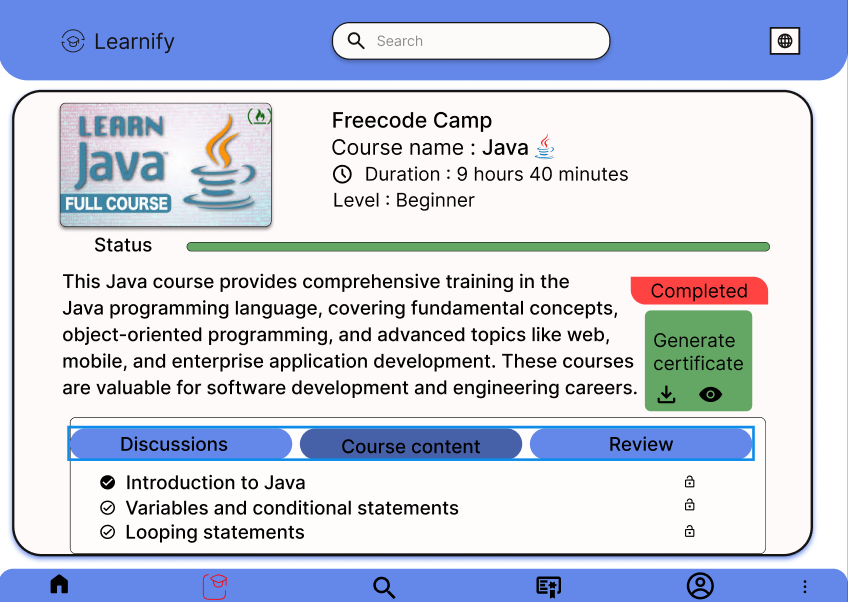 Learnify
Search
LEARN
Java™
FULL COURSE
Freecode Camp
Course name : Java
Duration : 9 hours 40 minutes
Level : Beginner
Status
This Java course provides comprehensive training in the
Java programming language, covering fundamental concepts,
object-oriented programming, and advanced topics like web,
mobile, and enterprise application development. These courses
are valuable for software development and engineering careers.
Completed
Generate
certificate
Discussions
Course content
Review
Introduction to Java
Variables and conditional statements
Looping statements